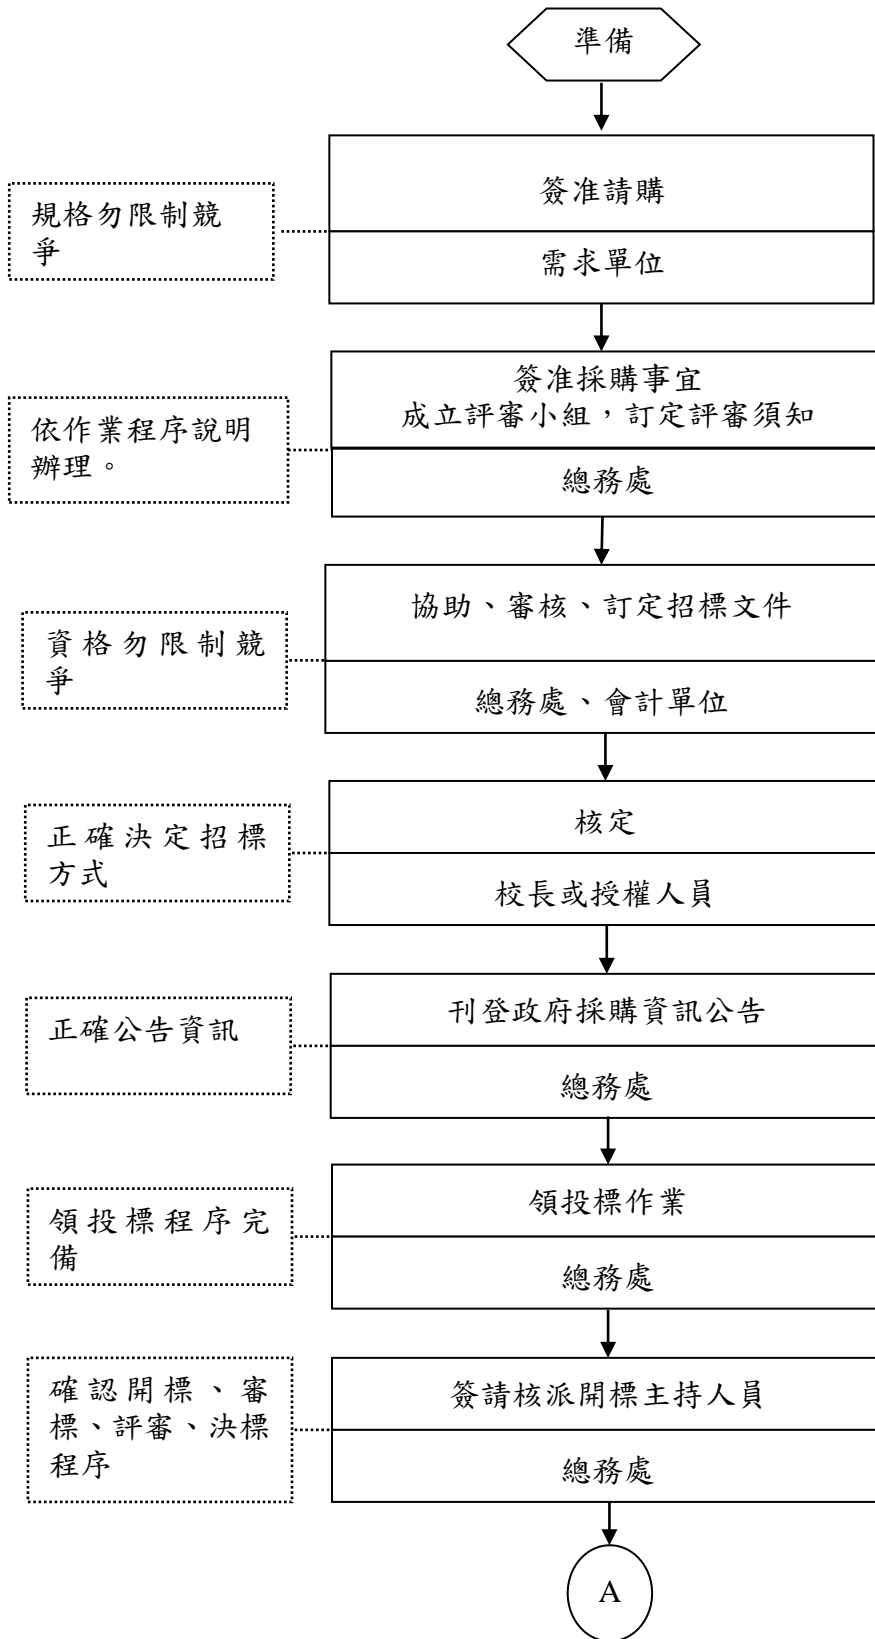 準備
簽准請購
規格勿限制競
爭
需求單位
簽准採購事宜
成立評審小組，訂定評審須知
依作業程序說明
辦理。
總務處
協助、審核、訂定招標文件
資格勿限制競
爭
總務處、會計單位
核定
正確決定招標
方式
校長或授權人員
刊登政府採購資訊公告
正確公告資訊
總務處
領投標作業
領投標程序完
備
總務處
簽請核派開標主持人員
確認開標、審
標、評審、決標
程序
總務處
A